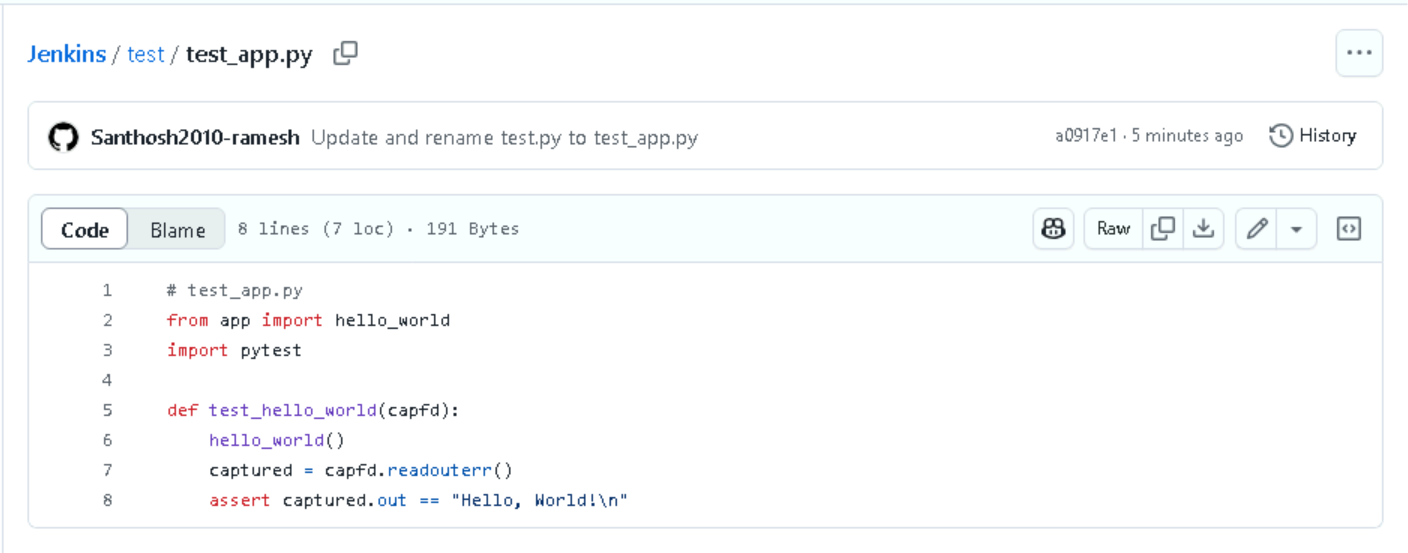 Jenkins / test / test_app.py
Santhosh2010-ramesh Update and rename test.py to test_app.py a0917e1 · 5 minutes ago History
Code Blame 8 lines (7 loc) · 191 Bytes Raw
1 # test_app.py
2 from app import hello_world
3 import pytest
4
5 def test_hello_world(capfd):
6     hello_world()
7     captured = capfd.readouterr()
8     assert captured.out == "Hello, World!\n"